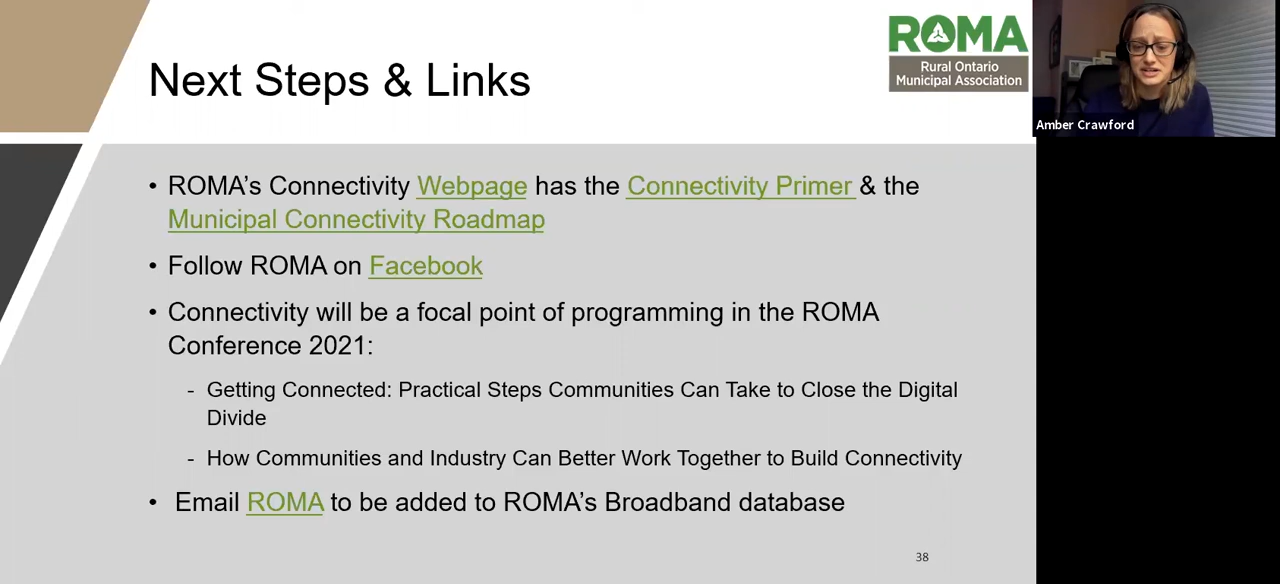 Next Steps & Links
ROMA
Rural Ontario
Municipal Association
Amber Crawford
• ROMA’s Connectivity Webpage has the Connectivity Primer & the
Municipal Connectivity Roadmap
• Follow ROMA on Facebook
• Connectivity will be a focal point of programming in the ROMA
Conference 2021:
- Getting Connected: Practical Steps Communities Can Take to Close the Digital
Divide
- How Communities and Industry Can Better Work Together to Build Connectivity
• Email ROMA to be added to ROMA’s Broadband database
38